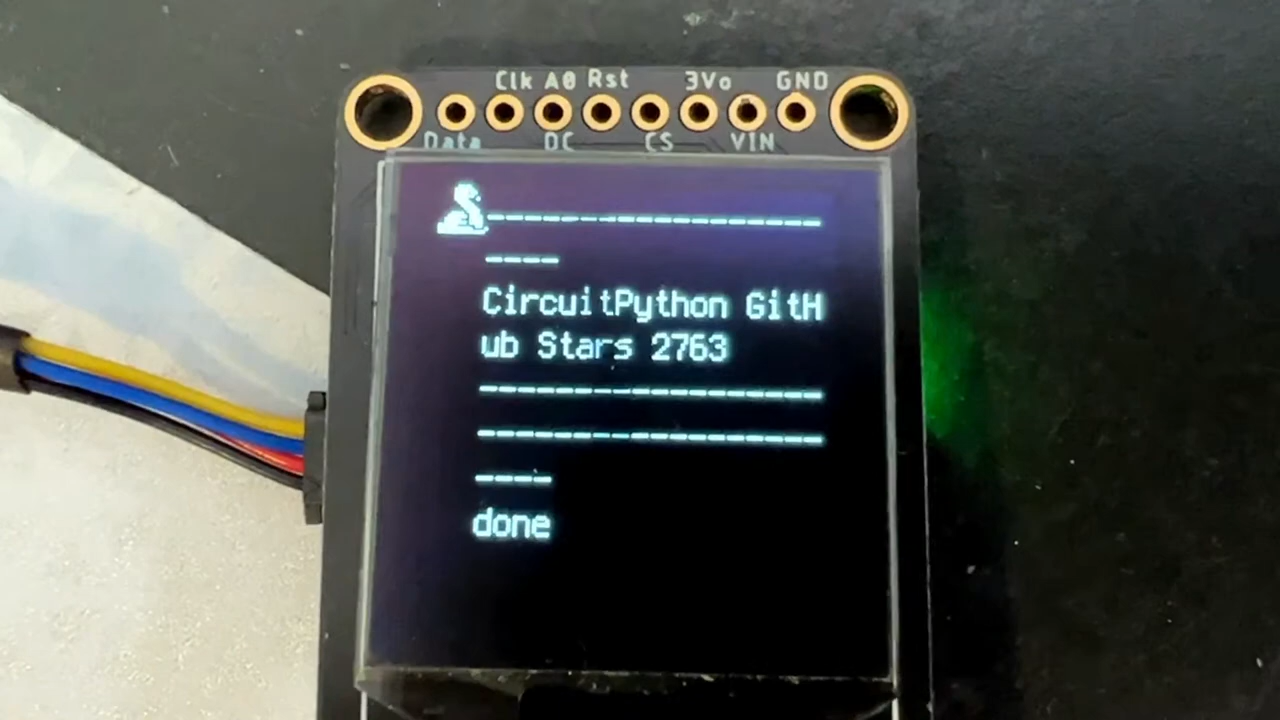 Clk A0 Rst 3Vo GND
Data DC CS VIN
------------------
----
CircuitPython GitH
ub Stars 2763
------------------
------------------
----
done